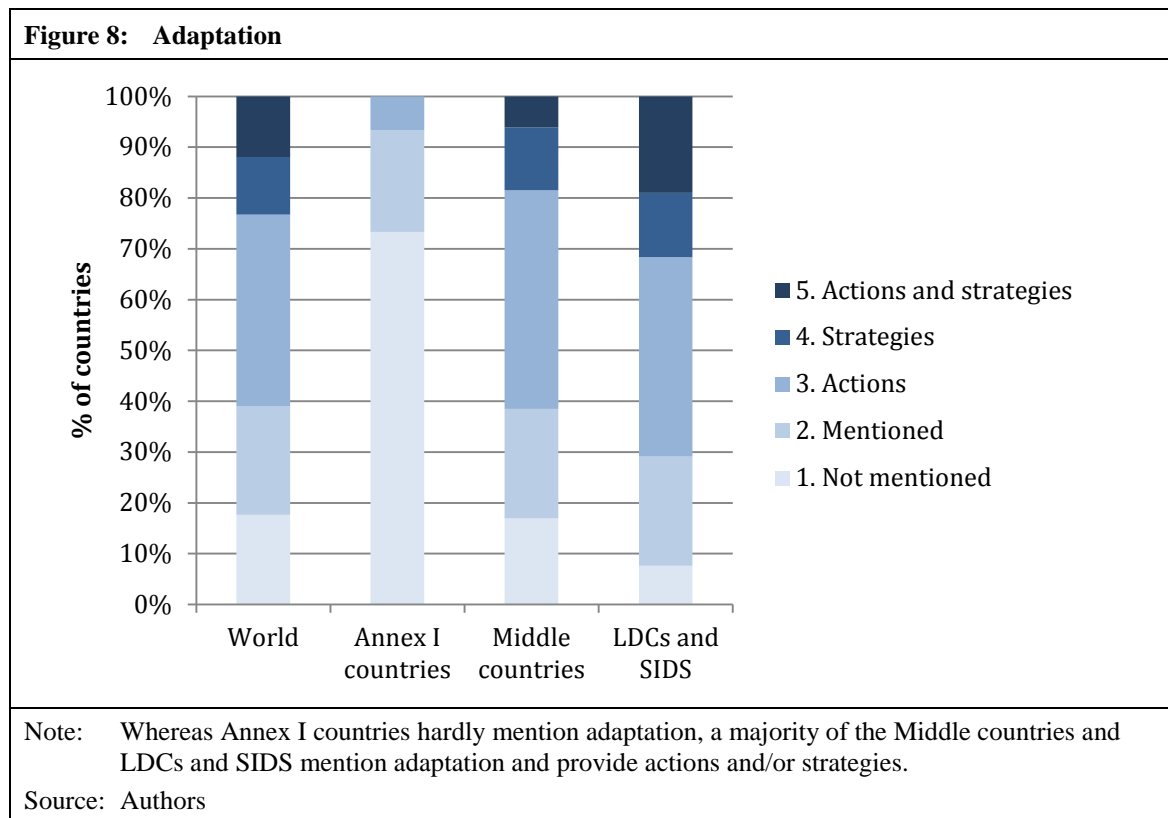 Figure 8: Adaptation
100%
90%
80%
70%
60%
50%
40%
30%
20%
10%
0%
% of countries
World
Annex I
countries
Middle
countries
LDCs and
SIDS
5. Actions and strategies
4. Strategies
3. Actions
2. Mentioned
1. Not mentioned
Note: Whereas Annex I countries hardly mention adaptation, a majority of the Middle countries and
LDCs and SIDS mention adaptation and provide actions and/or strategies.
Source: Authors